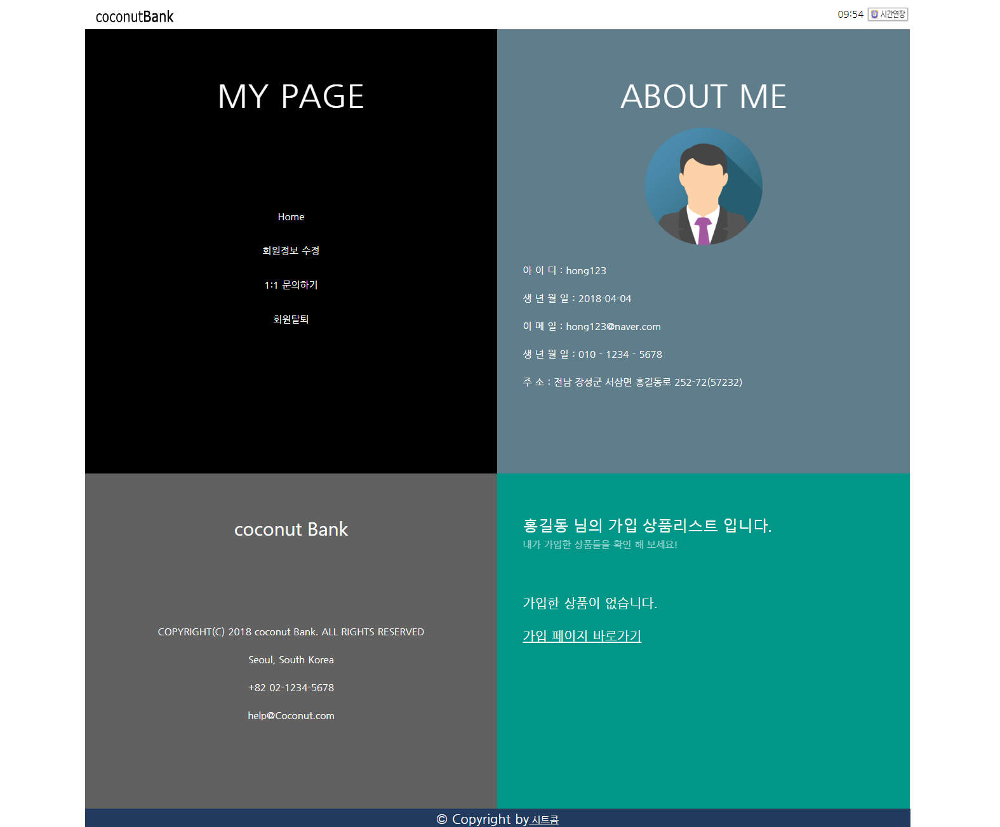 coconutBank
09:54 시간연장
MY PAGE
Home
회원정보 수정
1:1 문의하기
회원탈퇴
ABOUT ME
아 이 디 : hong123
생 년 월 일 : 2018-04-04
이 메 일 : hong123@naver.com
생 년 월 일 : 010 - 1234 - 5678
주 소 : 전남 장성군 서삼면 홍길동로 252-72(57232)
coconut Bank
COPYRIGHT(C) 2018 coconut Bank. ALL RIGHTS RESERVED
Seoul, South Korea
+82 02-1234-5678
help@Coconut.com
홍길동 님의 가입 상품리스트 입니다.
내가 가입한 상품들을 확인 해 보세요!
가입한 상품이 없습니다.
가입 페이지 바로가기
© Copyright by 시트콤